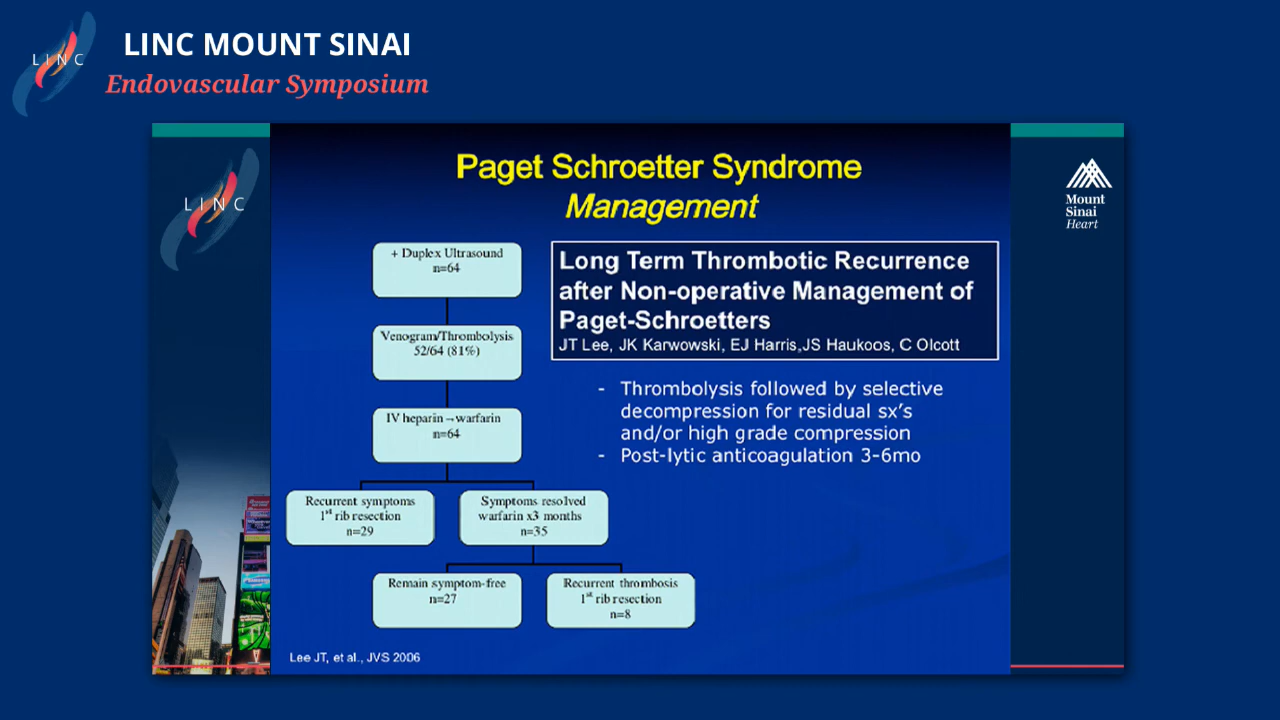 LINC
LINC MOUNT SINAI
Endovascular Symposium
LINC
Mount
Sinai
Heart
Paget Schroetter Syndrome
Management
+ Duplex Ultrasound
n=64
Venogram/Thrombolysis
52/64 (81%)
IV heparin→warfarin
n=64
Recurrent symptoms
1st rib resection
n=29
Symptoms resolved
warfarin x3 months
n=35
Remain symptom-free
n=27
Recurrent thrombosis
1st rib resection
n=8
Long Term Thrombotic Recurrence
after Non-operative Management of
Paget-Schroetters
JT Lee, JK Karwowski, EJ Harris,JS Haukoos, C Olcott
- Thrombolysis followed by selective
decompression for residual sx's
and/or high grade compression
- Post-lytic anticoagulation 3-6mo
Lee JT, et al., JVS 2006